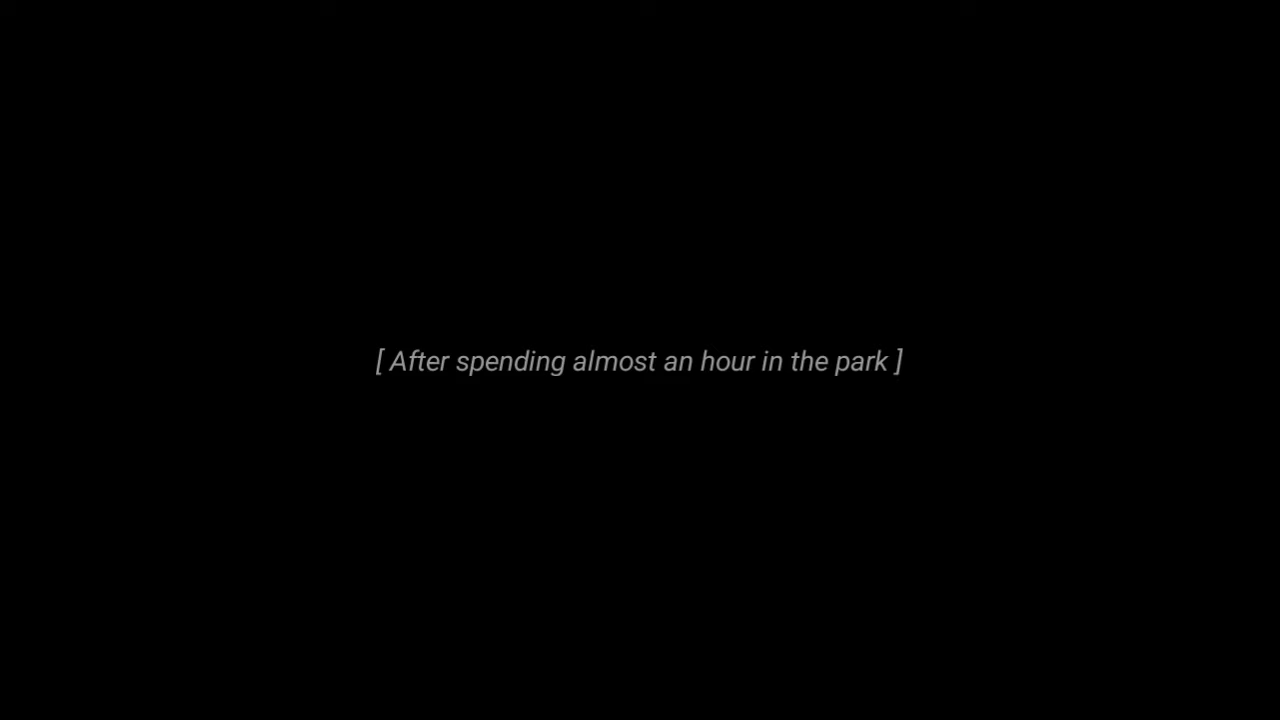 [ After spending almost an hour in the park ]